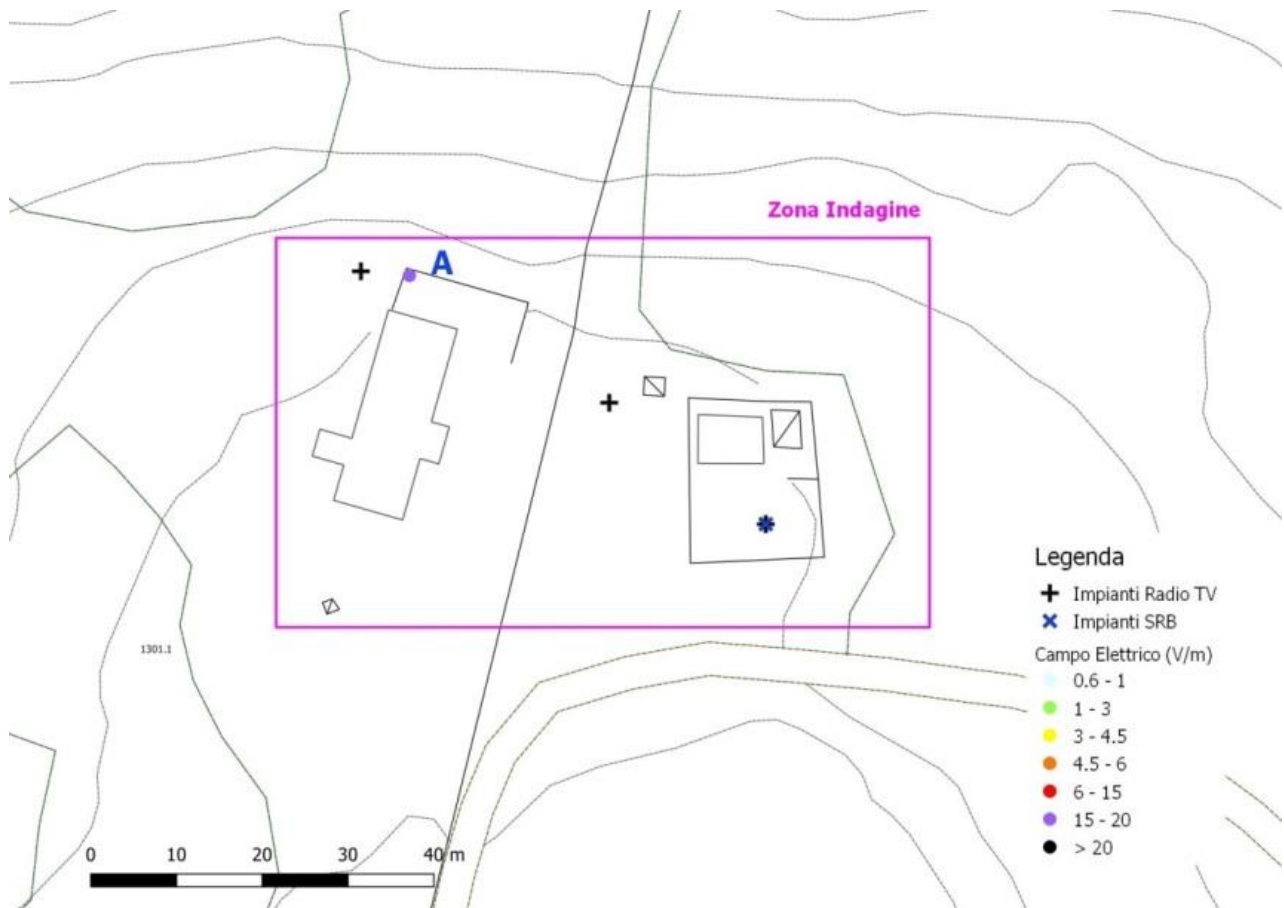 Zona Indagine
A
1301.1
Legenda
Impianti Radio TV
Impianti SRB
Campo Elettrico (V/m)
0.6 - 1
1 - 3
3 - 4.5
4.5 - 6
6 - 15
15 - 20
> 20
0 10 20 30 40 m